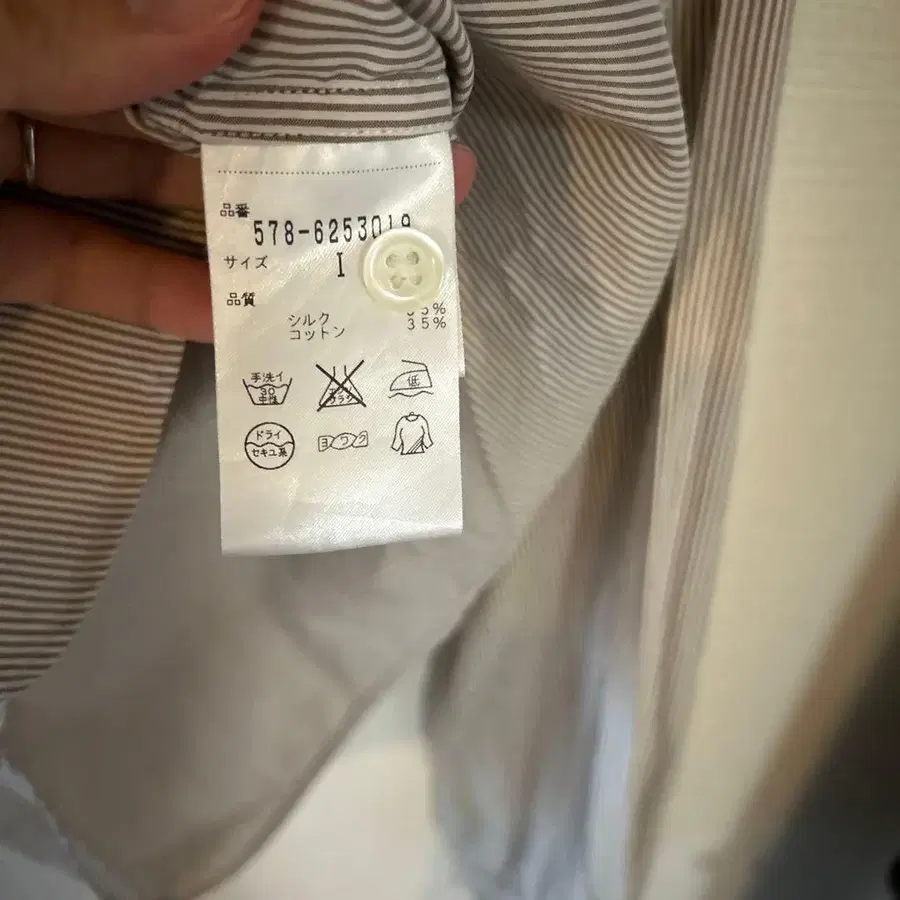 品番
578-6253019
サイズ I
品質
シルク
コットン 35%
手洗イ
30
中性
低
ドライ
セキユ系
ヨワク